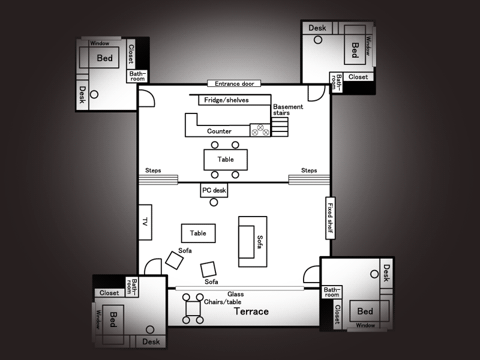 Window
Bed
Closet
Bath-
room
Desk
Desk
Bed
Window
Bath-
room
Closet
Entrance door
Fridge/shelves
Basement
stairs
Counter
Table
Steps
Steps
PC desk
TV
Fixed shelf
Table
Sofa
Sofa
Sofa
Glass
Chairs/table
Terrace
Bath-
room
Closet
Window
Bed
Desk
Desk
Bath-
room
Closet
Bed
Window